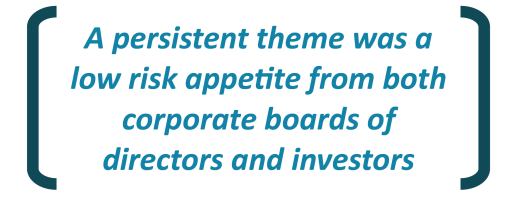 A persistent theme was a
low risk appetite from both
corporate boards of
directors and investors